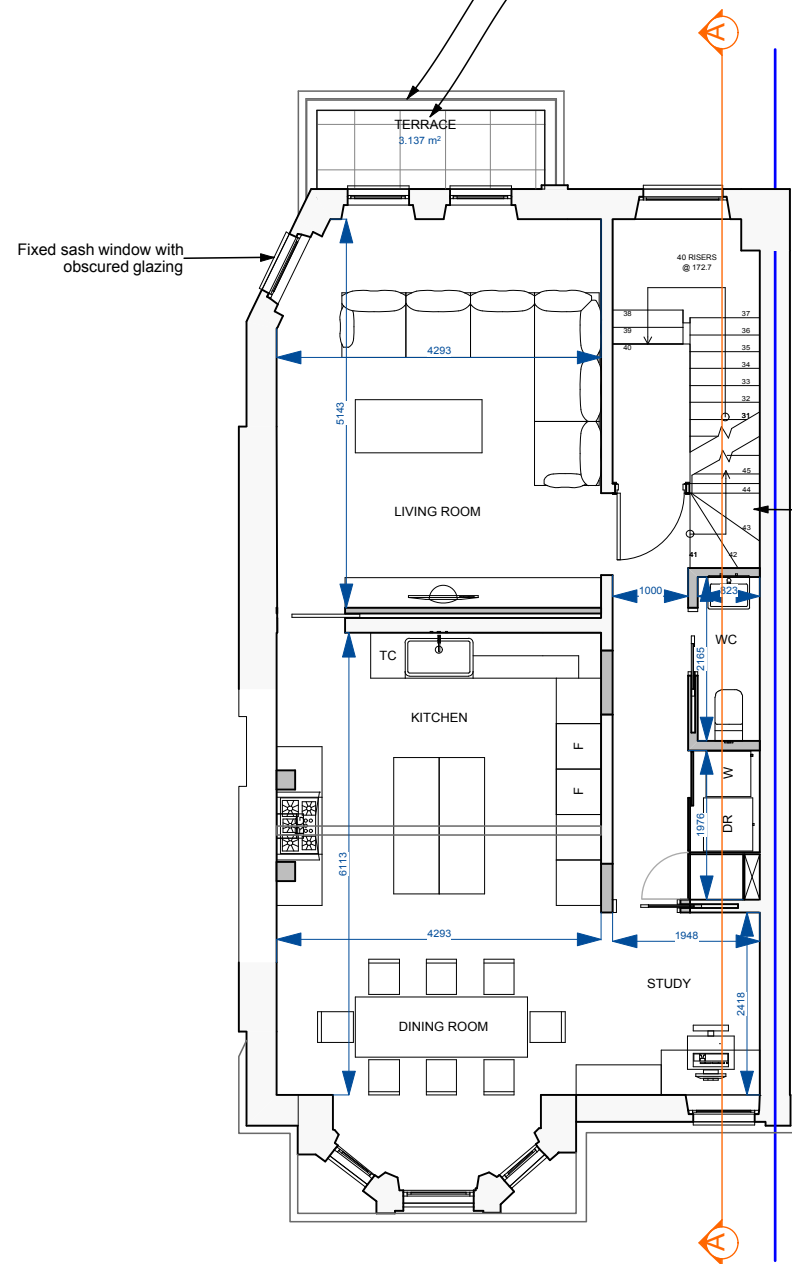 A
TERRACE
3.137 m²
Fixed sash window with
obscured glazing
40 RISERS
@ 172.7
38
39
40
37
36
35
34
33
32
31
45
44
43
42
41
4293
5143
LIVING ROOM
1000
823
WC
2165
TC
KITCHEN
F
F
W
DR
1976
6113
4293
1948
STUDY
2418
DINING ROOM
A